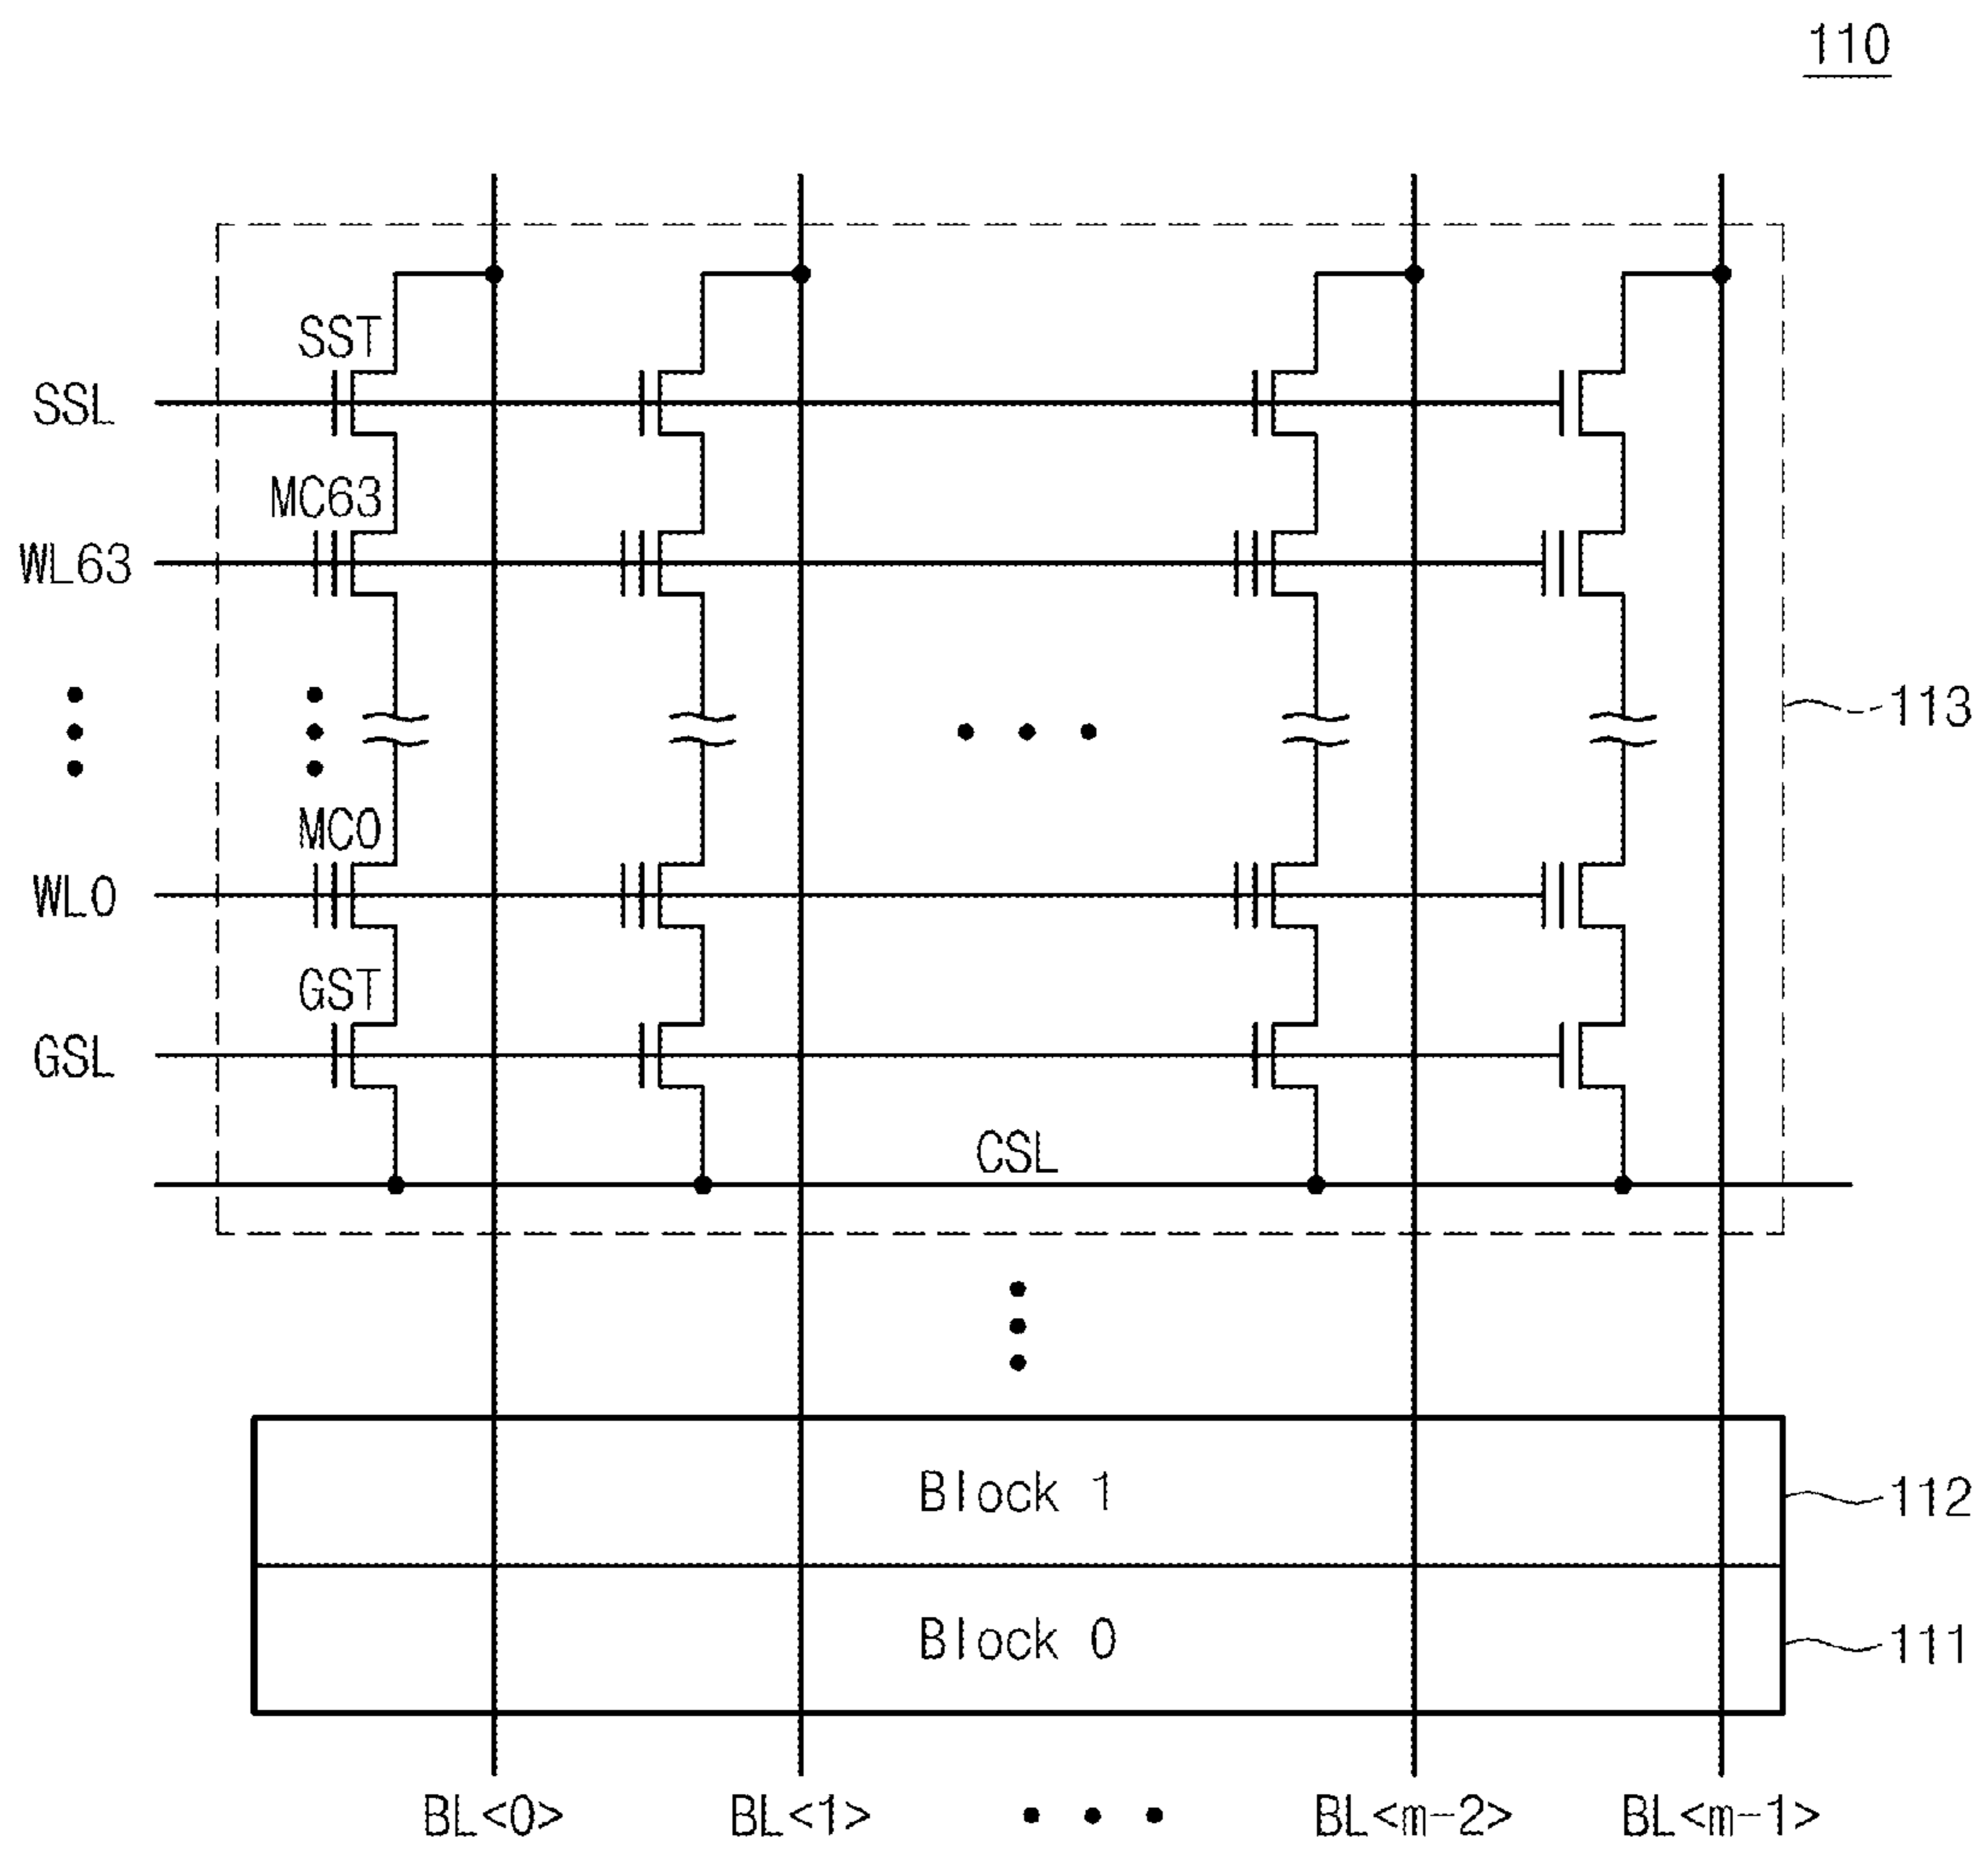 110
SST
SSL
MC63
WL63
113
MC0
WL0
GST
GSL
CSL
Block 1
112
Block 0
111
BL<0> BL<1> • • • BL<m-2> BL<m-1>